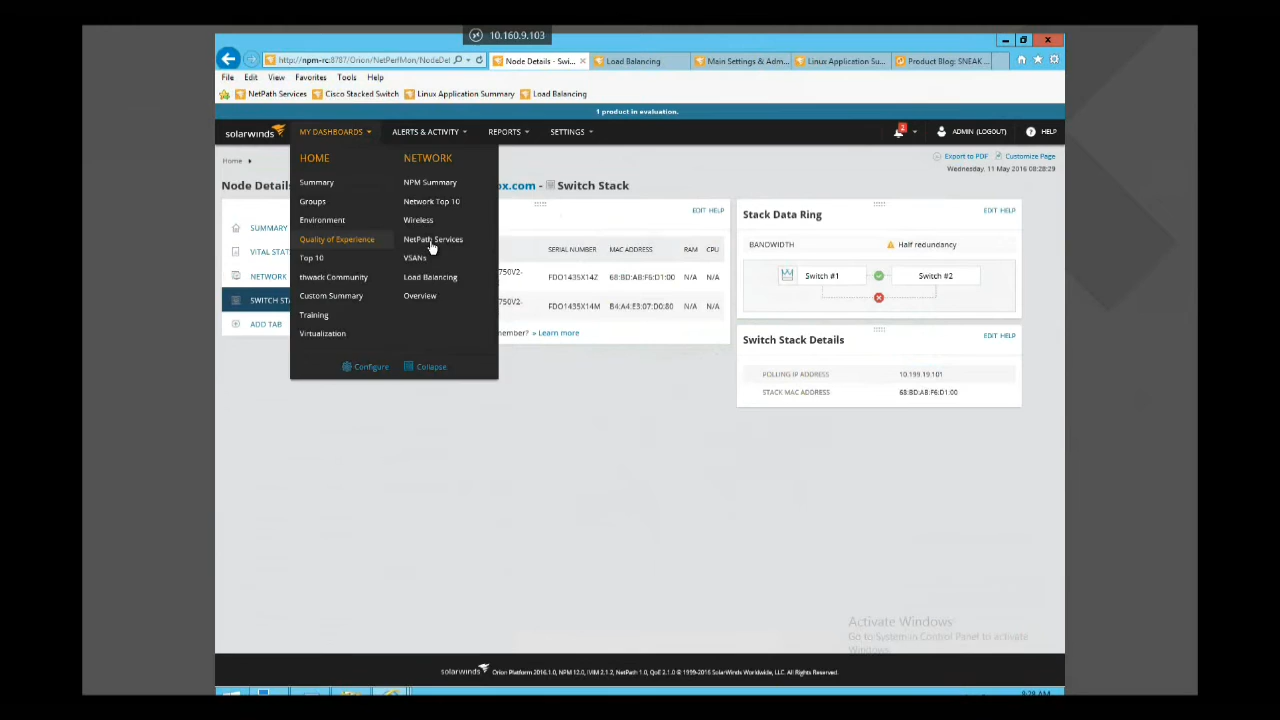 10.160.9.103
http://npm-rc:8787/Orion/NetPerfMon/NodeDet
Node Details - Swi...
Load Balancing
Main Settings & Adm...
Linux Application Su...
Product Blog: SNEAK ...
File Edit View Favorites Tools Help
NetPath Services Cisco Stacked Switch Linux Application Summary Load Balancing
1 product in evaluation.
solarwinds MY DASHBOARDS ALERTS & ACTIVITY REPORTS SETTINGS 2 ADMIN (LOGOUT) HELP
Home
Export to PDF Customize Page
Wednesday, 11 May 2016 08:28:29
Node Detail
ox.com - Switch Stack
HOME
Summary
Groups
Environment
Quality of Experience
Top 10
thwack Community
Custom Summary
Training
Virtualization
NETWORK
NPM Summary
Network Top 10
Wireless
NetPath Services
VSANs
Load Balancing
Overview
Configure Collapse
SUMMARY
VITAL STAT
NETWORK
SWITCH ST
ADD TAB
EDIT HELP
SERIAL NUMBER MAC ADDRESS RAM CPU
750V2- FDO1435X14Z 68:BD:AB:F6:D1:00 N/A N/A
750V2- FDO1435X14M B4:A4:E3:07:D0:80 N/A N/A
ember? » Learn more
Stack Data Ring EDIT HELP
BANDWIDTH Half redundancy
Switch #1 Switch #2
Switch Stack Details EDIT HELP
POLLING IP ADDRESS 10.199.19.101
STACK MAC ADDRESS 68:BD:AB:F6:D1:00
Activate Windows
Go to System in Control Panel to activate
Windows.
solarwinds Orion Platform 2016.1.0, NPM 12.0, IVIM 2.1.2, NetPath 1.0, QoE 2.1.0 © 1999-2016 SolarWinds Worldwide, LLC. All Rights Reserved.